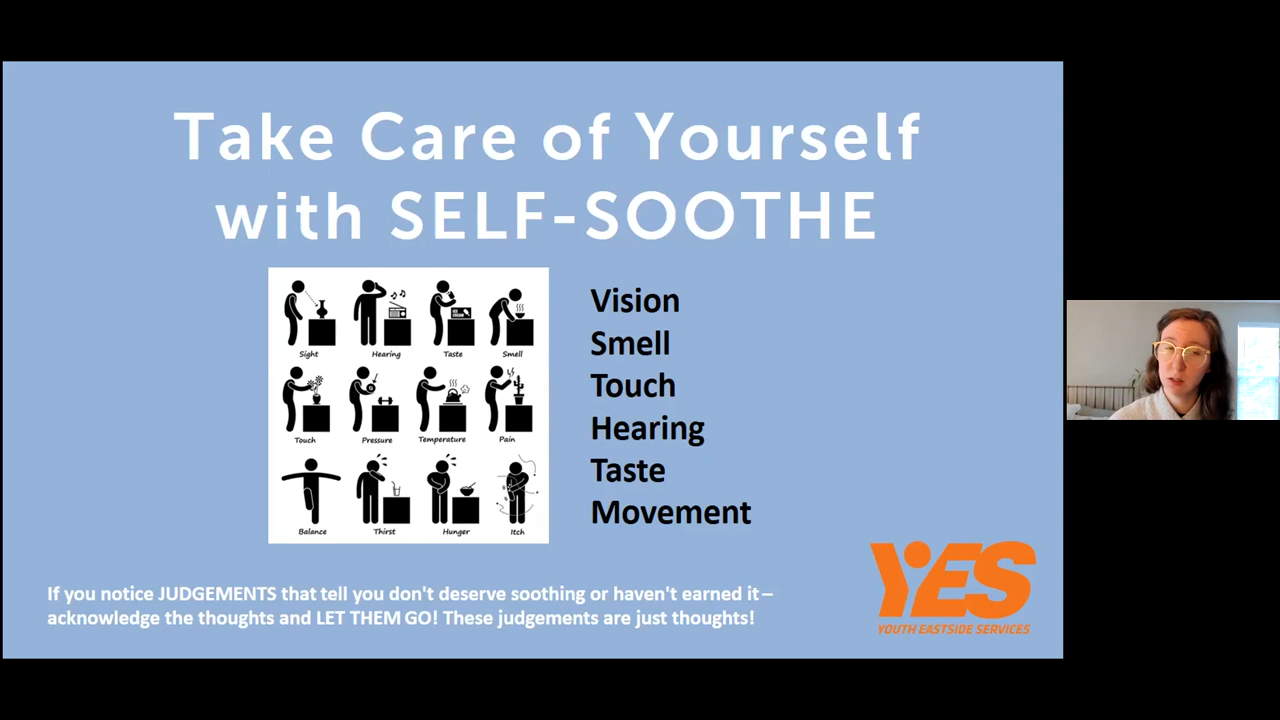 Take Care of Yourself
with SELF-SOOTHE
Sight Hearing Taste Smell
Touch Pressure Temperature Pain
Balance Thirst Hunger Itch
Vision
Smell
Touch
Hearing
Taste
Movement
If you notice JUDGEMENTS that tell you don't deserve soothing or haven't earned it –
acknowledge the thoughts and LET THEM GO! These judgements are just thoughts!
YES
YOUTH EASTSIDE SERVICES